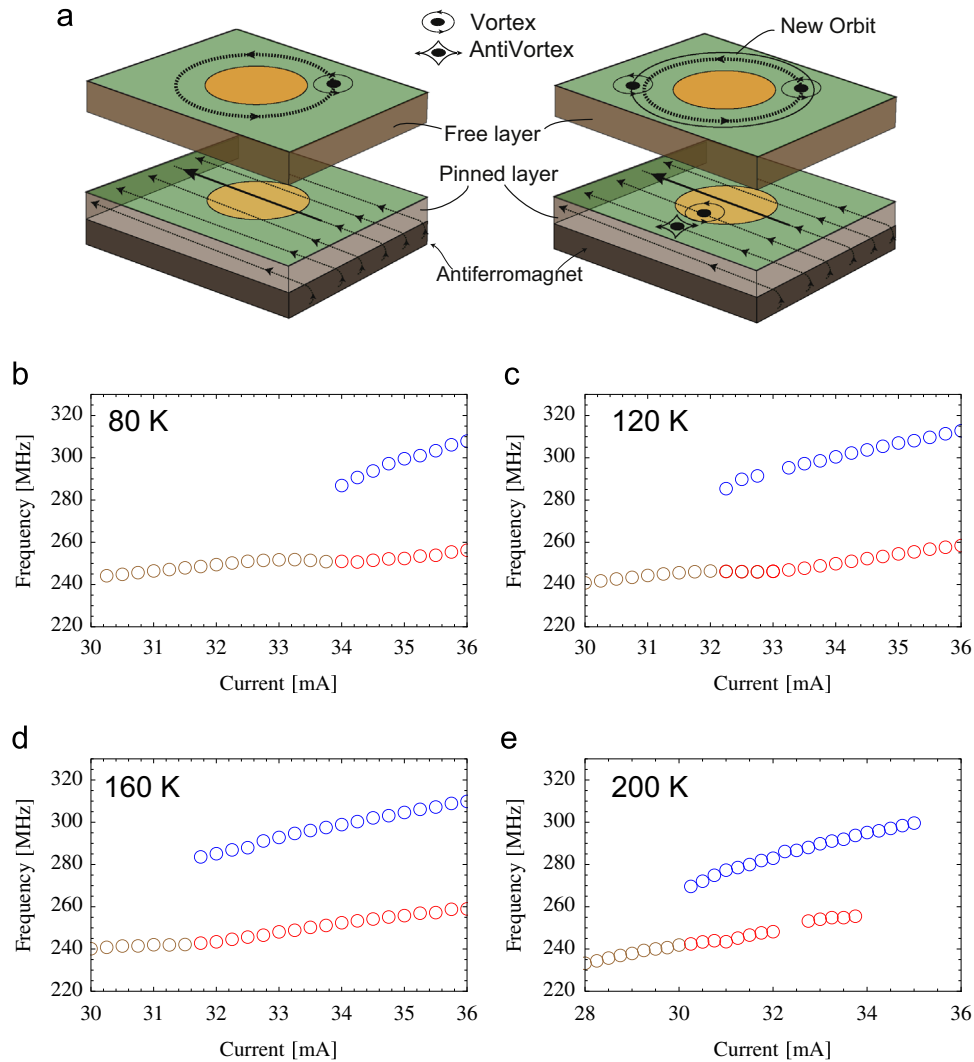 a
Vortex
AntiVortex
New Orbit
Free layer
Pinned layer
Antiferromagnet
b
80 K
Frequency [MHz]
320
300
280
260
240
220
30 31 32 33 34 35 36
Current [mA]
c
120 K
Frequency [MHz]
320
300
280
260
240
220
30 31 32 33 34 35 36
Current [mA]
d
160 K
Frequency [MHz]
320
300
280
260
240
220
30 31 32 33 34 35 36
Current [mA]
e
200 K
Frequency [MHz]
320
300
280
260
240
220
28 30 32 34 36
Current [mA]